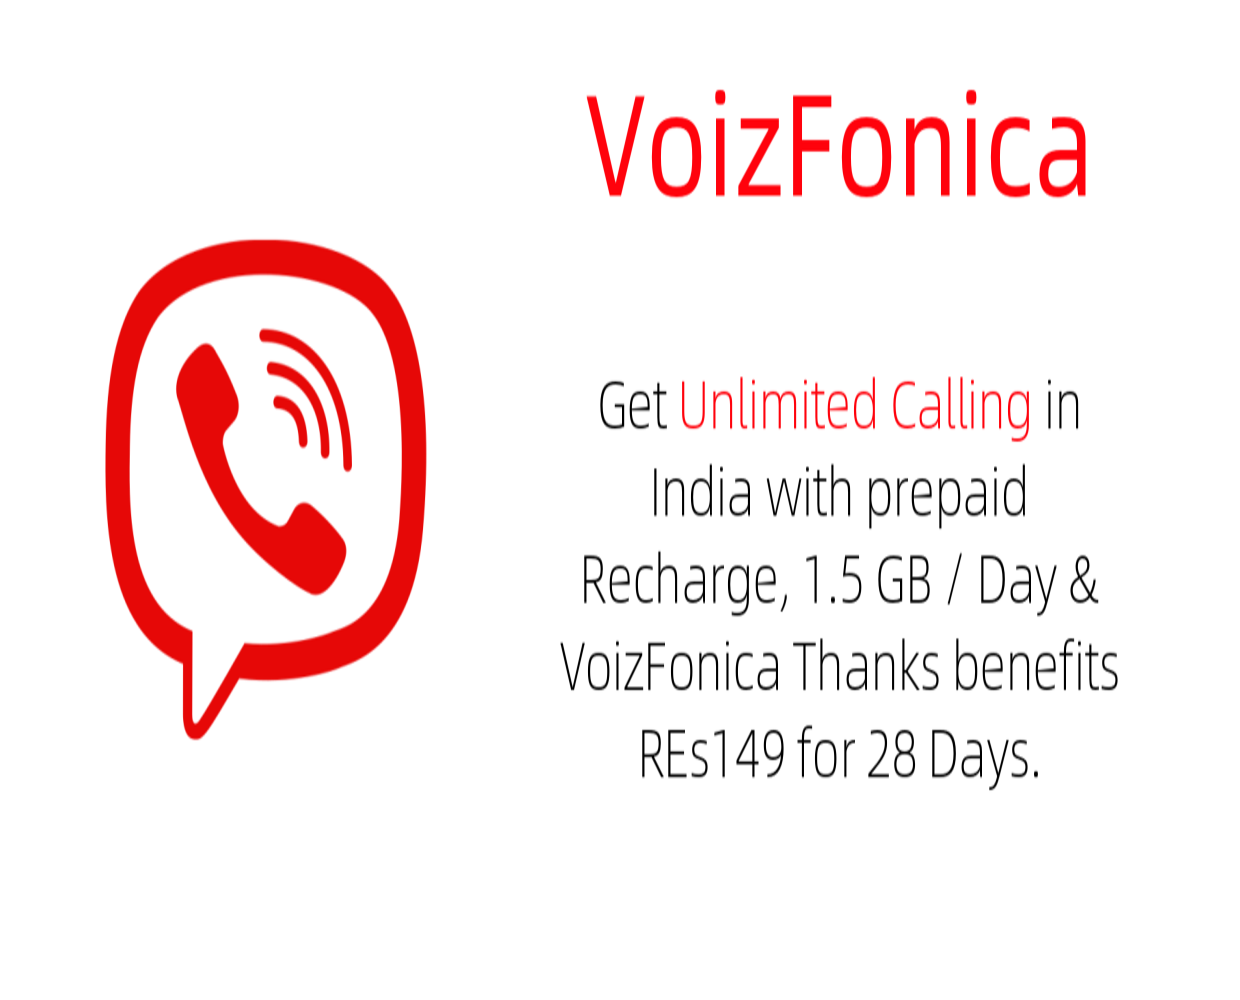 VoizFonica
Get Unlimited Calling in
India with prepaid
Recharge, 1.5 GB / Day &
VoizFonica Thanks benefits
REs149 for 28 Days.